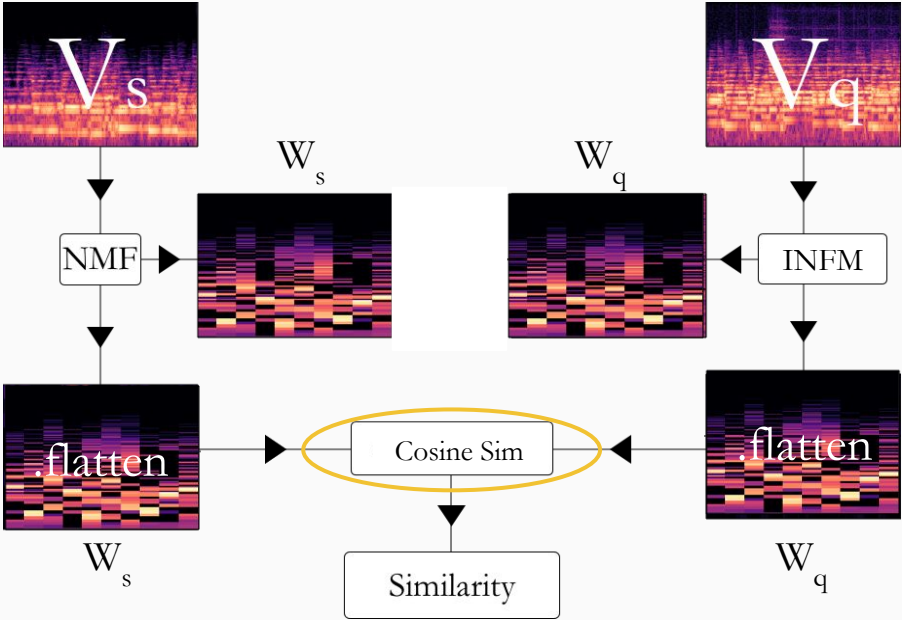 Vs
Vq
Ws
Wq
NMF
INFM
.flatten
.flatten
Cosine Sim
Ws
Wq
Similarity